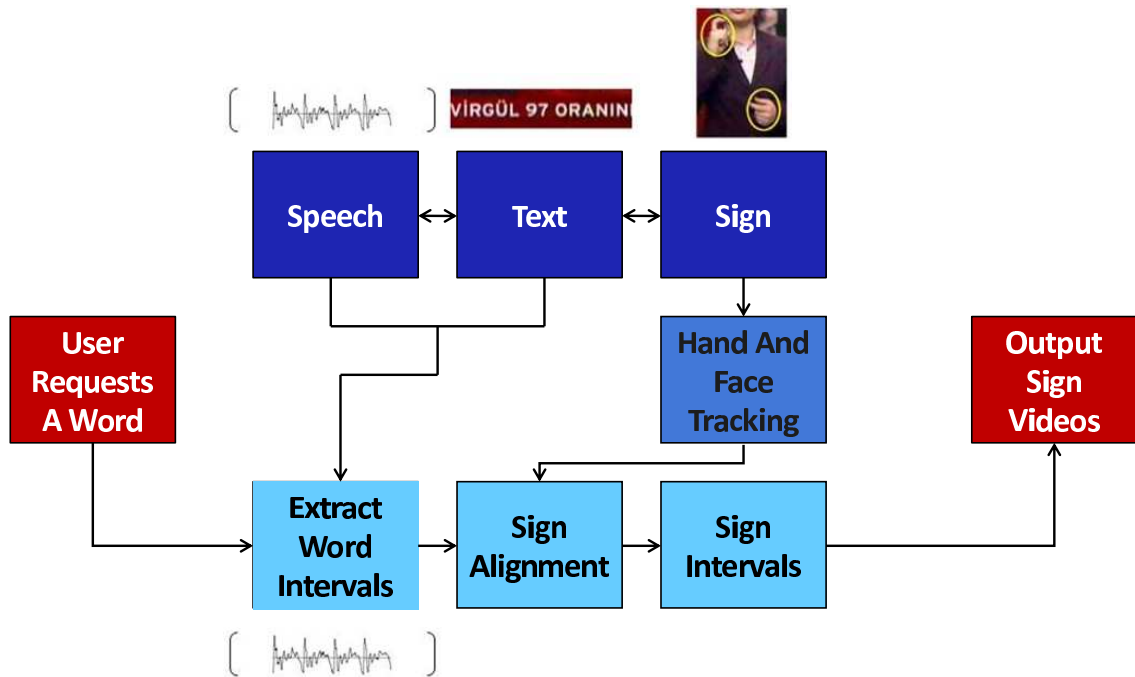 VİRGÜL 97 ORANIN
Speech
Text
Sign
User
Requests
A Word
Hand And
Face
Tracking
Output
Sign
Videos
Extract
Word
Intervals
Sign
Alignment
Sign
Intervals